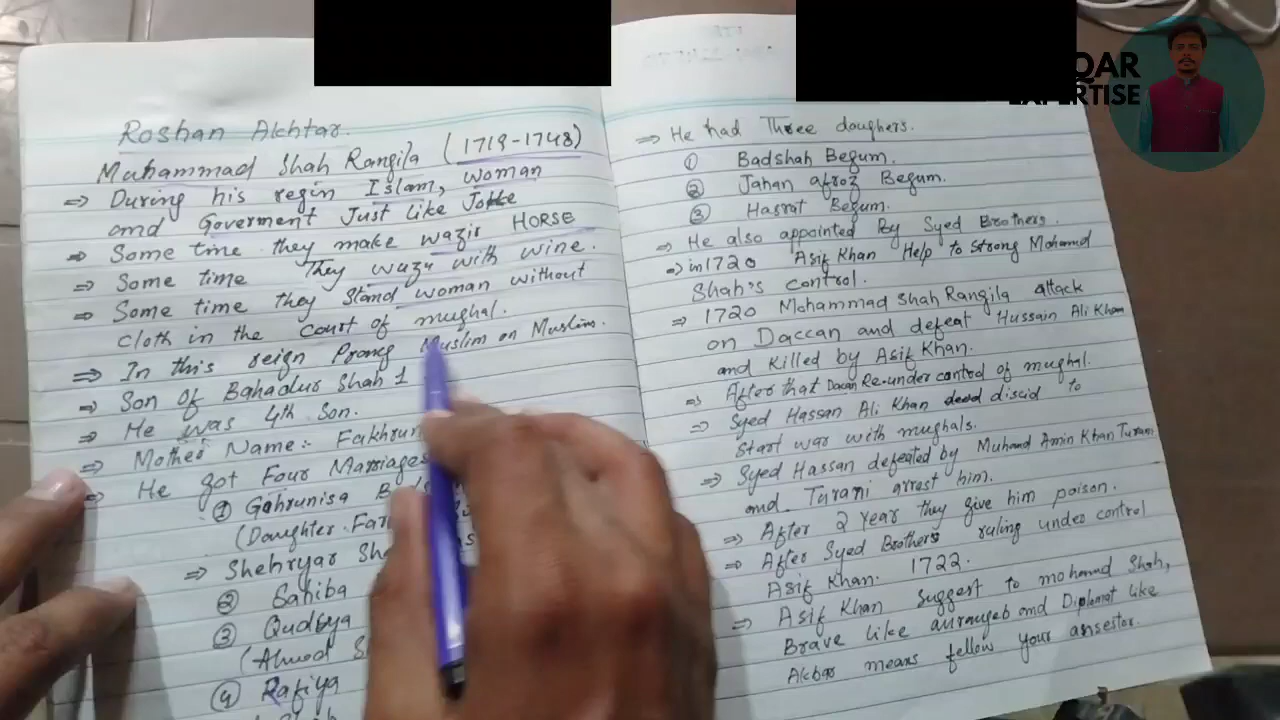 Roshan Akhtar.
Muhammad Shah Rangila (1719-1748)
⇒ During his regin Islam, woman
and Goverment Just like Joke
⇒ Some time they make wazir HORSE
⇒ Some time They wuzu with wine.
⇒ Some time they stand woman without
cloth in the court of mughal.
⇒ In this reign Muslim on Muslim.
⇒ Son Of Bahadur Shah 1
⇒ He was 4th Son.
⇒ Mother Name:-
⇒ He got Four Marriages
① Gohrunisa
(Daughter
⇒ Shehryar
② Sahiba
③ Qudsya
(Ahmod
④ Rafiya
⇒ He had Three daughers.
① Badshah Begum.
② Jahan afroz Begum.
③ Hasrat Begum.
⇒ He also appointed By Syed Brothers.
⇒ in 1720 Asif Khan Help to strong Mohamd
Shah's control.
⇒ 1720 Mohammad shah Rangila attack
on Daccan and defeat Hussain Ali Khan
and Killed by Asif Khan.
⇒ After that Dacan Re-under control of mughal.
⇒ Syed Hassan Ali Khan discid to
start war with mughals.
⇒ Syed Hassan defeated by Muhamd Amin Khan Turani
and Turani arrest him.
⇒ After 2 Year they give him poison.
⇒ After Syed Brothers ruling under control
Asif Khan. 1722.
⇒ Asif Khan suggest to mohamd Shah,
Brave like aurangeb and Diplomat like
Akbar means fellow your ansestor.
QAR
EXPERTISE